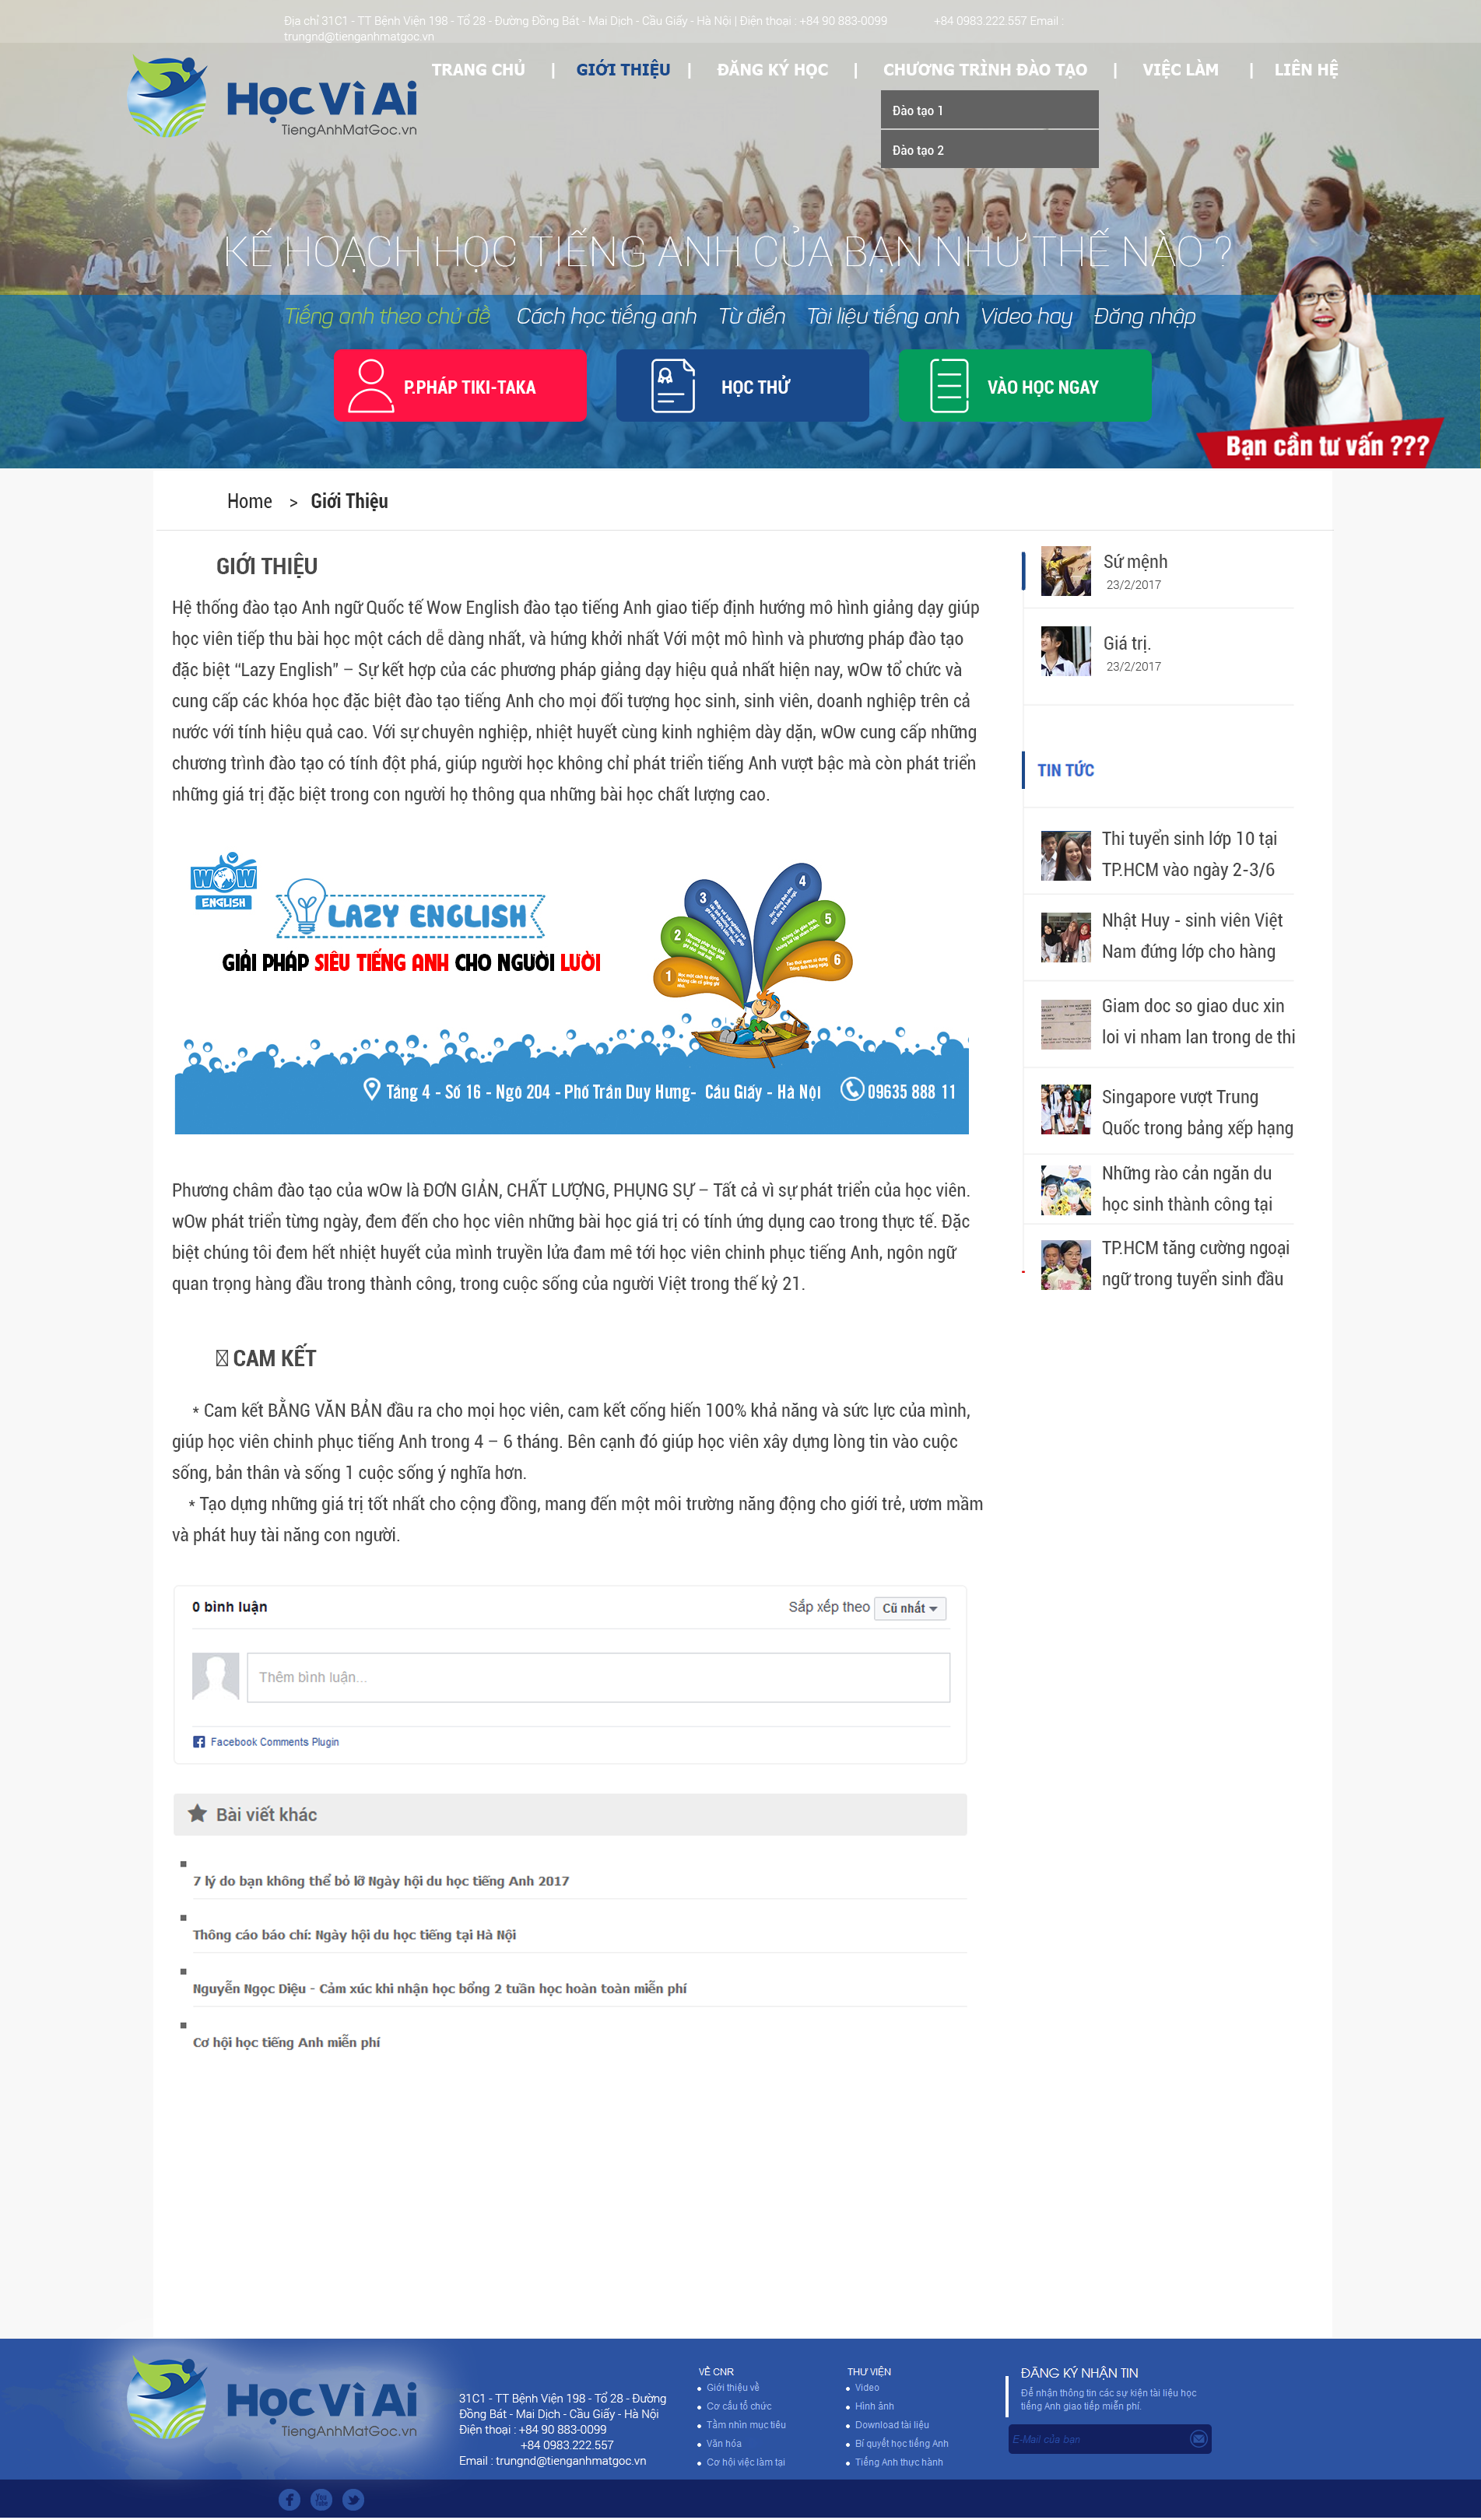 Địa chỉ 31C1 - TT Bệnh Viện 198 - Tổ 28 - Đường Đồng Bát - Mai Dịch - Cầu Giấy - Hà Nội | Điện thoại : +84 90 883-0099 +84 0983.222.557 Email :
trungnd@tienganhmatgoc.vn
TRANG CHỦ | GIỚI THIỆU | ĐĂNG KÝ HỌC | CHƯƠNG TRÌNH ĐÀO TẠO | VIỆC LÀM | LIÊN HỆ
Học Vì Ai
TiengAnhMatGoc.vn
Đào tạo 1
Đào tạo 2
KẾ HOẠCH HỌC TIẾNG ANH CỦA BẠN NHƯ THẾ NÀO ?
Tiếng anh theo chủ đề Cách học tiếng anh Từ điển Tài liệu tiếng anh Video hay Đăng nhập
P.PHÁP TIKI-TAKA
HỌC THỬ
VÀO HỌC NGAY
Bạn cần tư vấn ???
Home > Giới Thiệu
GIỚI THIỆU
Hệ thống đào tạo Anh ngữ Quốc tế Wow English đào tạo tiếng Anh giao tiếp định hướng mô hình giảng dạy giúp
học viên tiếp thu bài học một cách dễ dàng nhất, và hứng khởi nhất Với một mô hình và phương pháp đào tạo
đặc biệt “Lazy English” – Sự kết hợp của các phương pháp giảng dạy hiệu quả nhất hiện nay, wOw tổ chức và
cung cấp các khóa học đặc biệt đào tạo tiếng Anh cho mọi đối tượng học sinh, sinh viên, doanh nghiệp trên cả
nước với tính hiệu quả cao. Với sự chuyên nghiệp, nhiệt huyết cùng kinh nghiệm dày dặn, wOw cung cấp những
chương trình đào tạo có tính đột phá, giúp người học không chỉ phát triển tiếng Anh vượt bậc mà còn phát triển
những giá trị đặc biệt trong con người họ thông qua những bài học chất lượng cao.
WOW
ENGLISH
LAZY ENGLISH
GIẢI PHÁP SIÊU TIẾNG ANH CHO NGƯỜI LƯỜI
1
2
3
4
5
6
Tầng 4 - Số 16 - Ngõ 204 - Phố Trần Duy Hưng- Cầu Giấy - Hà Nội 09635 888 11
Phương châm đào tạo của wOw là ĐƠN GIẢN, CHẤT LƯỢNG, PHỤNG SỰ – Tất cả vì sự phát triển của học viên.
wOw phát triển từng ngày, đem đến cho học viên những bài học giá trị có tính ứng dụng cao trong thực tế. Đặc
biệt chúng tôi đem hết nhiệt huyết của mình truyền lửa đam mê tới học viên chinh phục tiếng Anh, ngôn ngữ
quan trọng hàng đầu trong thành công, trong cuộc sống của người Việt trong thế kỷ 21.
CAM KẾT
* Cam kết BẰNG VĂN BẢN đầu ra cho mọi học viên, cam kết cống hiến 100% khả năng và sức lực của mình,
giúp học viên chinh phục tiếng Anh trong 4 – 6 tháng. Bên cạnh đó giúp học viên xây dựng lòng tin vào cuộc
sống, bản thân và sống 1 cuộc sống ý nghĩa hơn.
* Tạo dựng những giá trị tốt nhất cho cộng đồng, mang đến một môi trường năng động cho giới trẻ, ươm mầm
và phát huy tài năng con người.
0 bình luận
Sắp xếp theo Cũ nhất
Thêm bình luận...
Facebook Comments Plugin
Bài viết khác
7 lý do bạn không thể bỏ lỡ Ngày hội du học tiếng Anh 2017
Thông cáo báo chí: Ngày hội du học tiếng tại Hà Nội
Nguyễn Ngọc Diệu - Cảm xúc khi nhận học bổng 2 tuần học hoàn toàn miễn phí
Cơ hội học tiếng Anh miễn phí
Sứ mệnh
23/2/2017
Giá trị.
23/2/2017
TIN TỨC
Thi tuyển sinh lớp 10 tại
TP.HCM vào ngày 2-3/6
Nhật Huy - sinh viên Việt
Nam đứng lớp cho hàng
Giam doc so giao duc xin
loi vi nham lan trong de thi
Singapore vượt Trung
Quốc trong bảng xếp hạng
Những rào cản ngăn du
học sinh thành công tại
TP.HCM tăng cường ngoại
ngữ trong tuyển sinh đầu
Học Vì Ai
TiengAnhMatGoc.vn
31C1 - TT Bệnh Viện 198 - Tổ 28 - Đường
Đồng Bát - Mai Dịch - Cầu Giấy - Hà Nội
Điện thoại : +84 90 883-0099
+84 0983.222.557
Email : trungnd@tienganhmatgoc.vn
VỀ CNR
Giới thiệu về
Cơ cấu tổ chức
Tầm nhìn mục tiêu
Văn hóa
Cơ hội việc làm tại
THƯ VIỆN
Video
Hình ảnh
Download tài liệu
Bí quyết học tiếng Anh
Tiếng Anh thực hành
ĐĂNG KÝ NHẬN TIN
Để nhận thông tin các sự kiện tài liệu học
tiếng Anh giao tiếp miễn phí.
E-Mail của bạn
You Tube